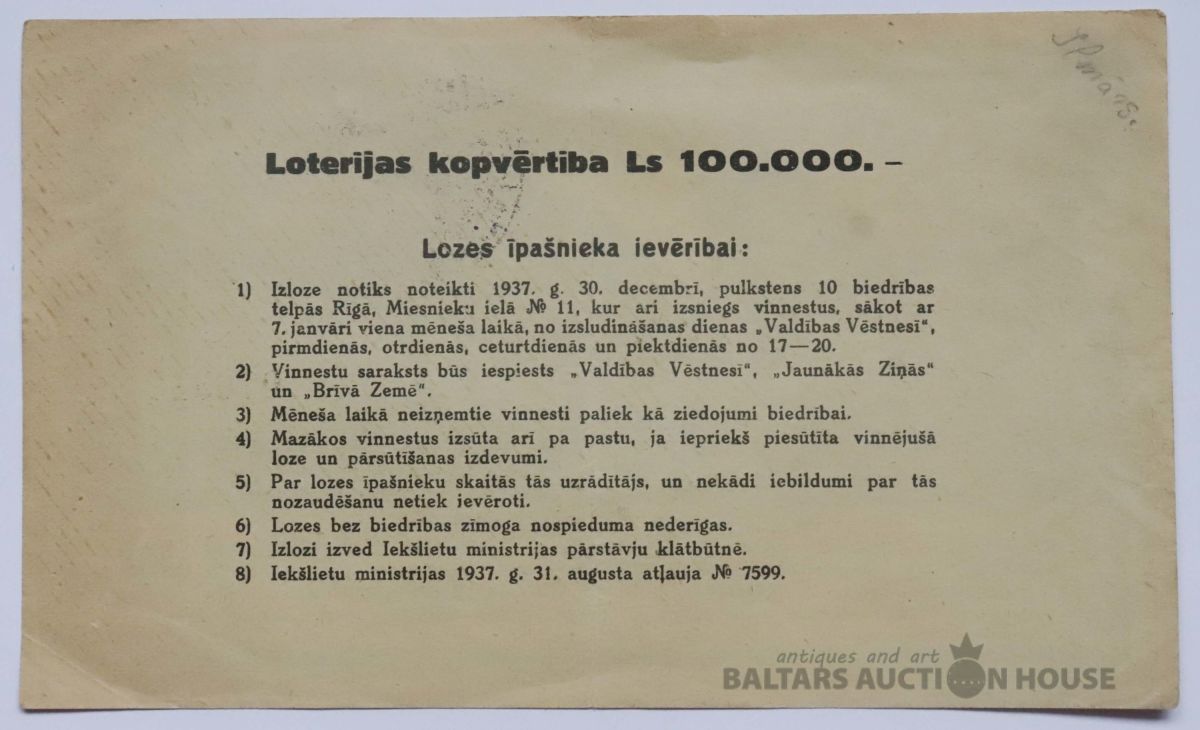 Loterijas kopvērtība Ls 100.000. –
Lozes īpašnieka ievērībai:
1) Izloze notiks noteikti 1937. g. 30. decembrī, pulkstens 10 biedrības
telpās Rīgā, Miesnieku ielā № 11, kur ari izsniegs vinnestus, sākot ar
7. janvāri viena mēneša laikā, no izsludināšanas dienas „Valdības Vēstnesī“,
pirmdienās, otrdienās, ceturtdienās un piektdienās no 17—20.
2) Vinnestu saraksts būs iespiests „Valdības Vēstnesī“, „Jaunākās Ziņās“
un „Brīvā Zemē“.
3) Mēneša laikā neizņemtie vinnesti paliek kā ziedojumi biedrībai.
4) Mazākos vinnestus izsūta arī pa pastu, ja iepriekš piesūtīta vinnējušā
loze un pārsūtīšanas izdevumi.
5) Par lozes īpašnieku skaitās tās uzrādītājs, un nekādi iebildumi par tās
nozaudēšanu netiek ievēroti.
6) Lozes bez biedrības zīmoga nospieduma nederīgas.
7) Izlozi izved Iekšlietu ministrijas pārstāvju klātbūtnē.
8) Iekšlietu ministrijas 1937. g. 31. augusta atļauja № 7599.
antiques and art
BALTARS AUCTION HOUSE